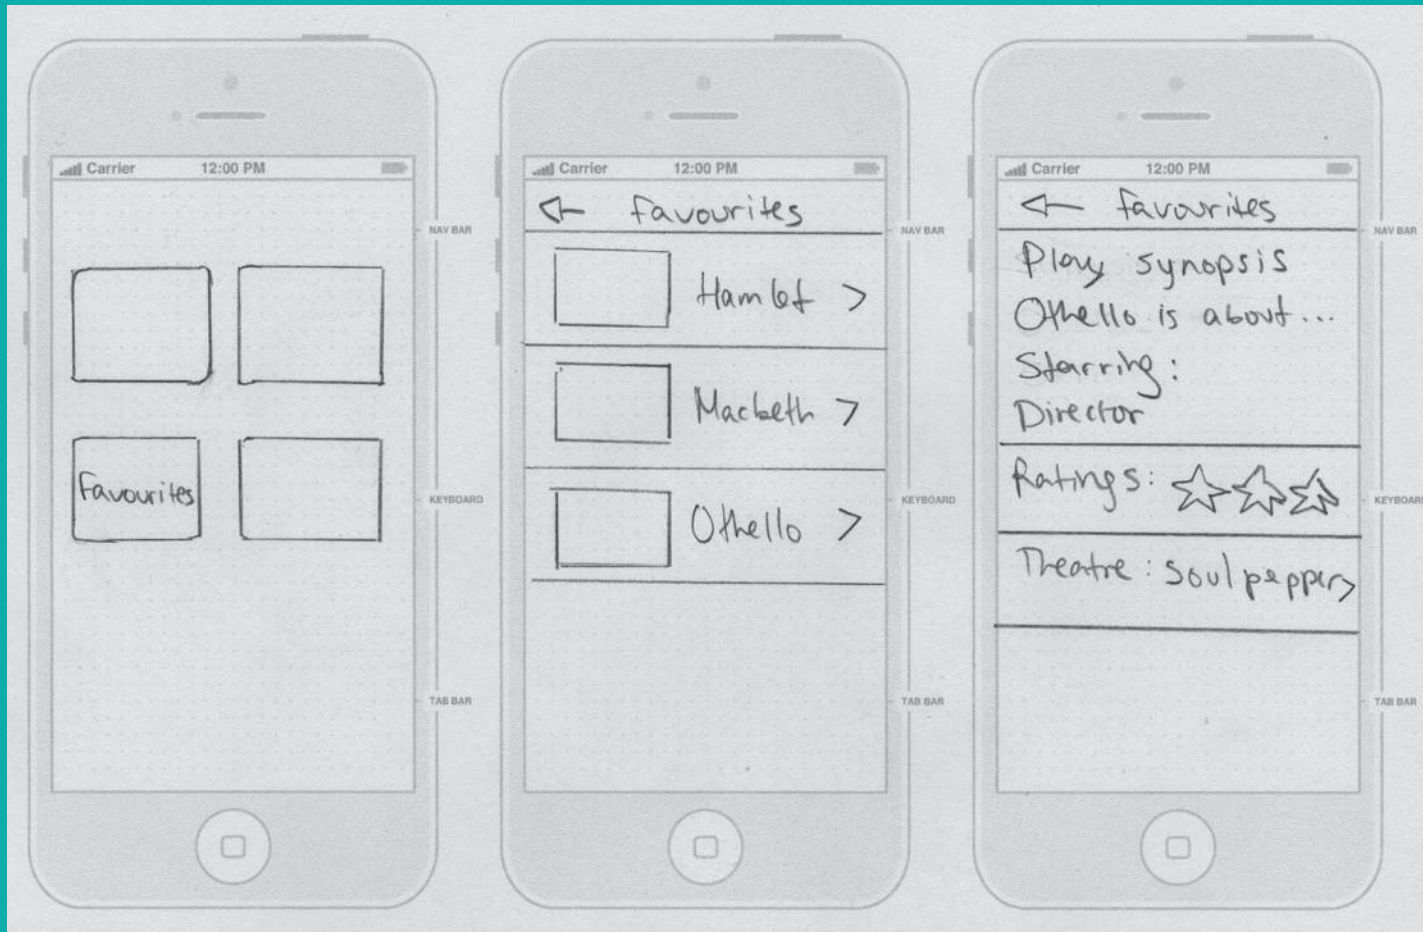 Carrier 12:00 PM
NAV BAR
Favourites
KEYBOARD
TAB BAR
Carrier 12:00 PM
Favourites
NAV BAR
Hamlet >
Macbeth >
Othello >
KEYBOARD
TAB BAR
Carrier 12:00 PM
Favourites
NAV BAR
Play synopsis
Othello is about...
Starring:
Director
Ratings:
KEYBOARD
Theatre: Soulpepper >
TAB BAR